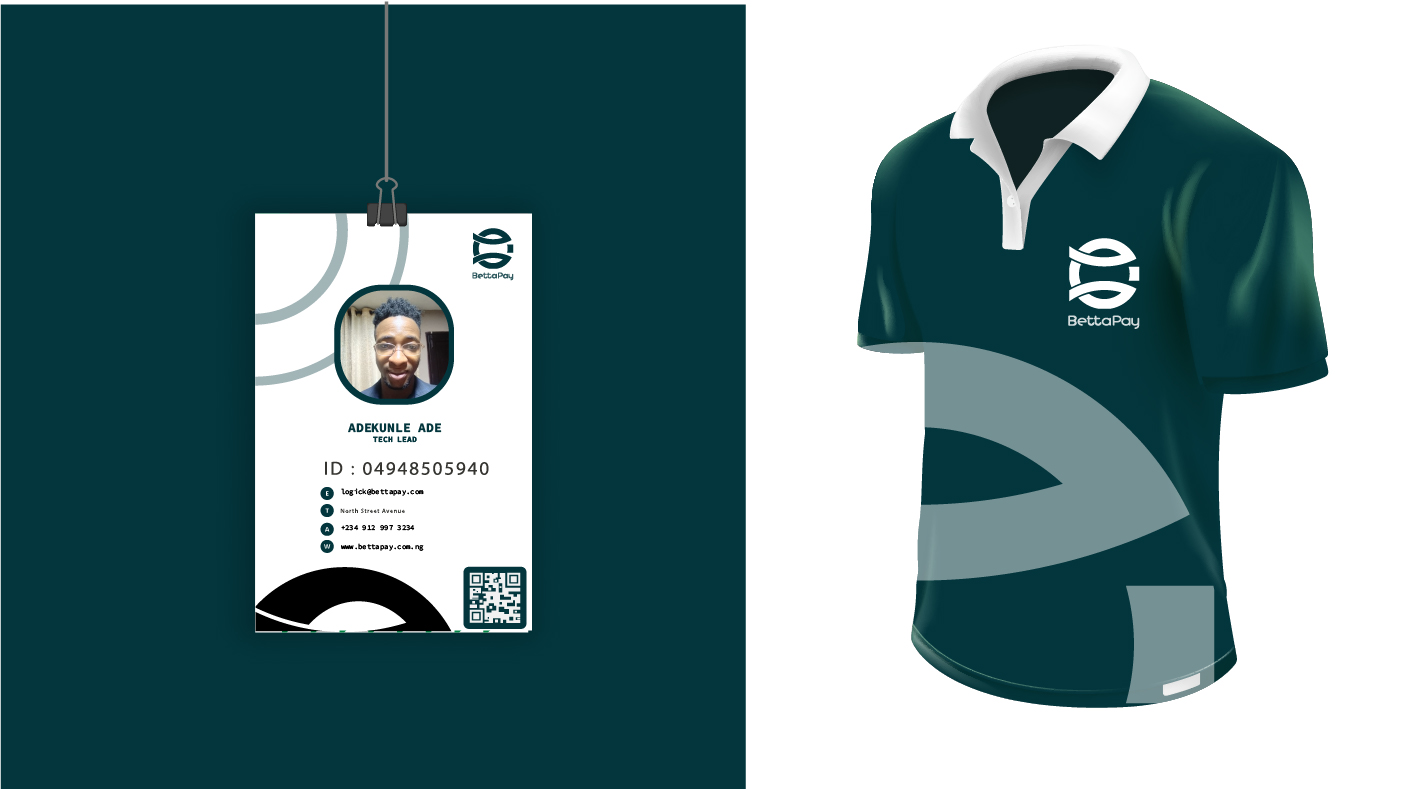 BettaPay
ADEKUNLE ADE
TECH LEAD
ID : 04948505940
E logick@bettapay.com
T North Street Avenue
A +234 912 997 3234
W www.bettapay.com.ng
BettaPay